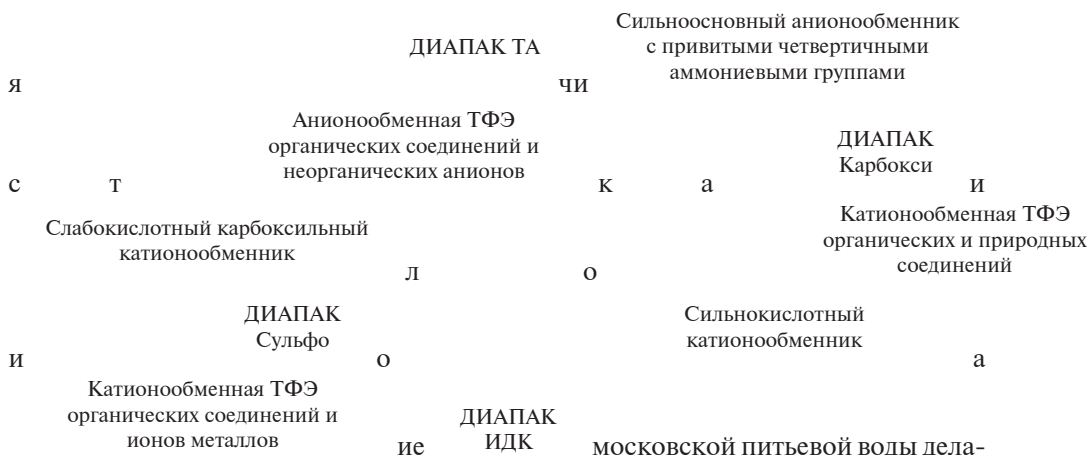 ДИАПАК ТА
Сильноосновный анионообменник
с привитыми четвертичными
аммониевыми группами
я чи
Анионообменная ТФЭ
органических соединений и
неорганических анионов
ДИАПАК
Карбокси
с т к а и
Слабокислотный карбоксильный
катионообменник
Катионообменная ТФЭ
органических и природных
соединений
л о
ДИАПАК
Сульфо
Сильнокислотный
катионообменник
и о а
Катионообменная ТФЭ
органических соединений и
ионов металлов
ДИАПАК
ИДК
ие московской питьевой воды дела-